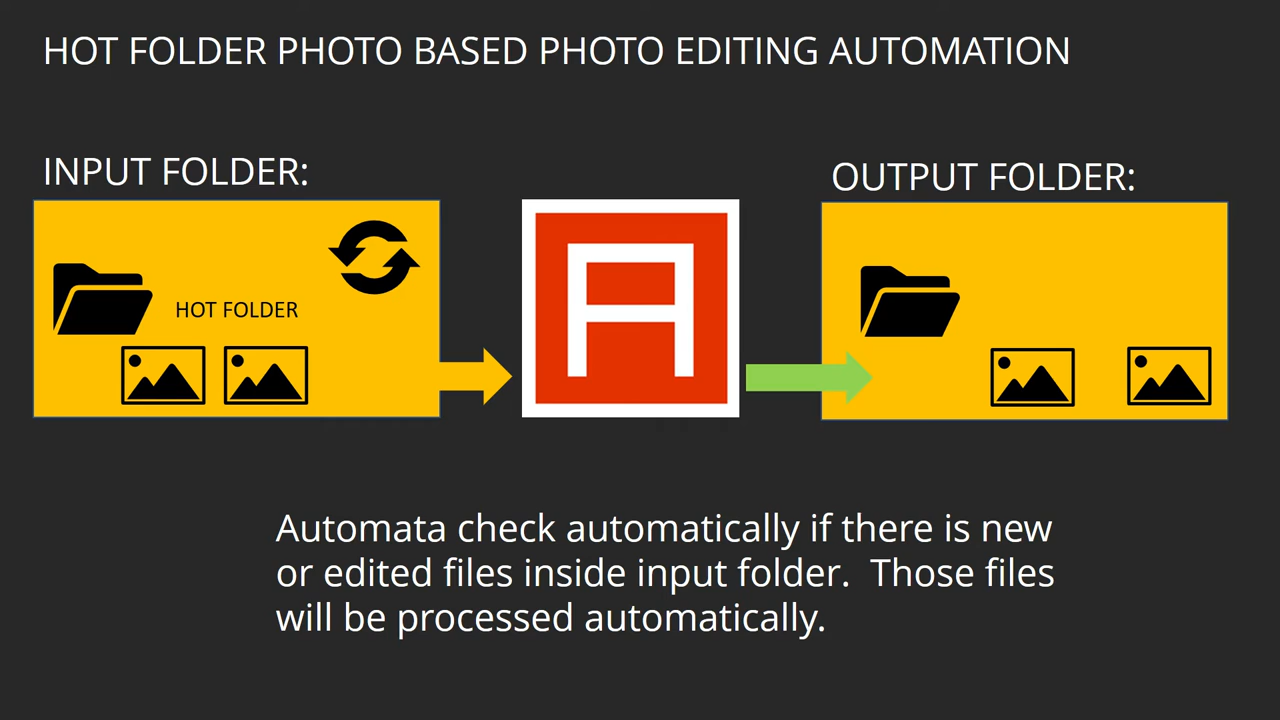 HOT FOLDER PHOTO BASED PHOTO EDITING AUTOMATION
INPUT FOLDER:
OUTPUT FOLDER:
HOT FOLDER
A
Automata check automatically if there is new
or edited files inside input folder.  Those files
will be processed automatically.